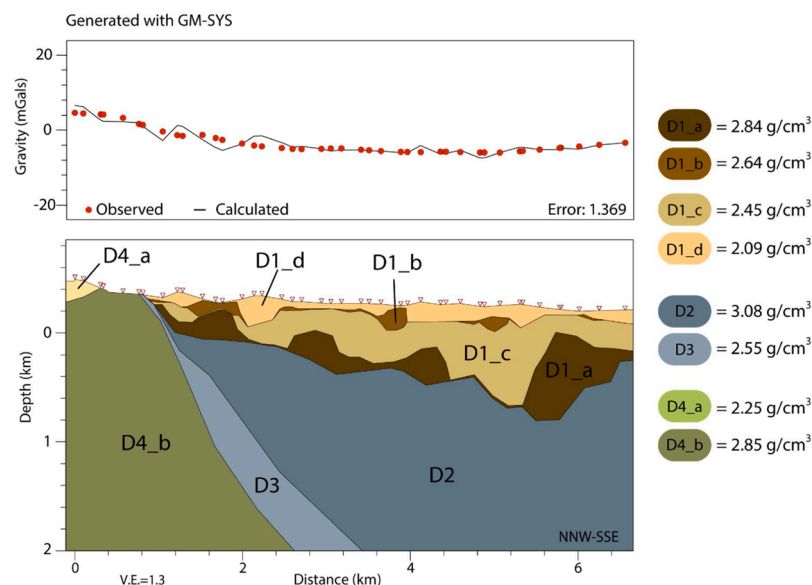 Generated with GM-SYS
20
0
-20
Gravity (mGals)
Observed
Calculated
Error: 1.369
D4_a
D1_d
D1_b
D1_c
D1_a
D4_b
D3
D2
NNW-SSE
0
1
2
Depth (km)
0
2
4
6
V.E.=1.3
Distance (km)
D1_a = 2.84 g/cm³
D1_b = 2.64 g/cm³
D1_c = 2.45 g/cm³
D1_d = 2.09 g/cm³
D2 = 3.08 g/cm³
D3 = 2.55 g/cm³
D4_a = 2.25 g/cm³
D4_b = 2.85 g/cm³